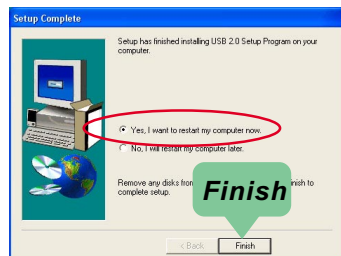 Setup Complete
Setup has finished installing USB 2.0 Setup Program on your
computer.
Yes, I want to restart my computer now.
No, I will restart my computer later.
Remove any disks from nish to
complete setup.
Finish
< Back Finish